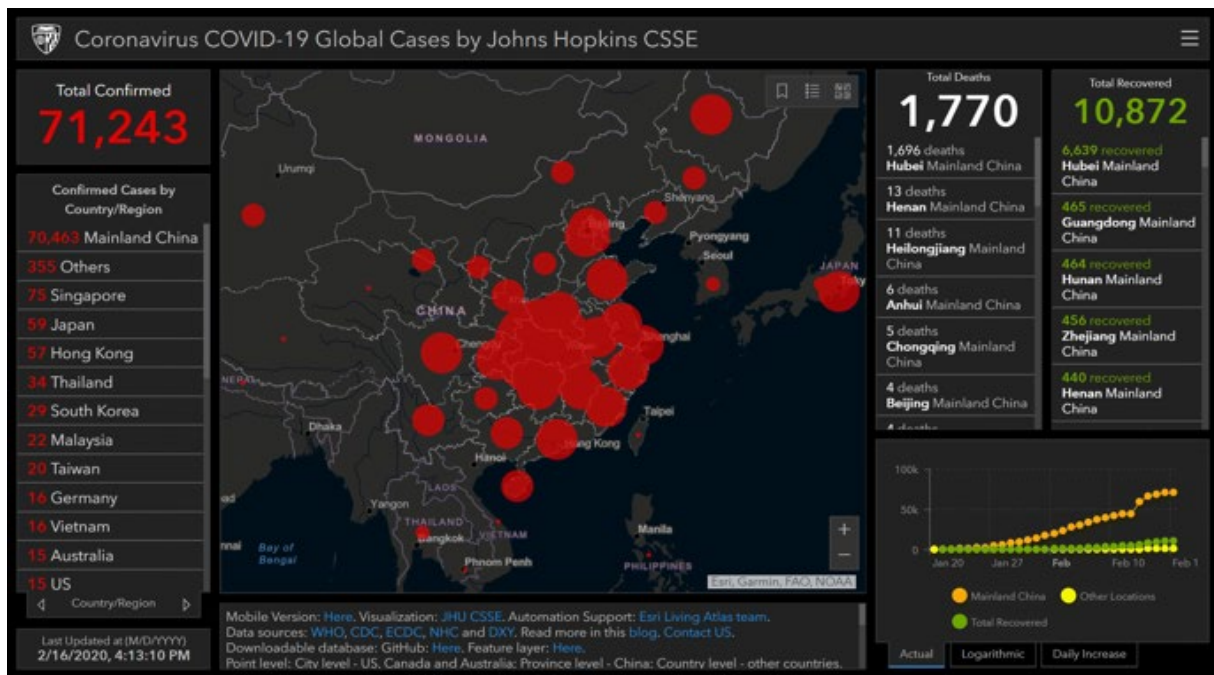 Coronavirus COVID-19 Global Cases by Johns Hopkins CSSE
Total Confirmed
71,243
Confirmed Cases by
Country/Region
70,463 Mainland China
355 Others
75 Singapore
59 Japan
57 Hong Kong
34 Thailand
29 South Korea
22 Malaysia
20 Taiwan
16 Germany
16 Vietnam
15 Australia
15 US
Country/Region
Last Updated at (M/D/YYYY)
2/16/2020, 4:13:10 PM
MONGOLIA
Urumqi
Shenyang
Pyongyang
Seoul
JAPAN
CHINA
NEPAL
Dhaka
Taipei
Hong Kong
Hanoi
LAOS
Yangon
THAILAND
VIETNAM
Manila
Bay of
Bengal
Phnom Penh
PHILIPPINES
Esri, Garmin, FAO, NOAA
Mobile Version: Here. Visualization: JHU CSSE. Automation Support: Esri Living Atlas team.
Data sources: WHO, CDC, ECDC, NHC and DXY. Read more in this blog. Contact US.
Downloadable database: GitHub: Here. Feature layer: Here.
Point level: City level - US, Canada and Australia; Province level - China; Country level - other countries.
Total Deaths
1,770
1,696 deaths
Hubei Mainland China
13 deaths
Henan Mainland China
11 deaths
Heilongjiang Mainland
China
6 deaths
Anhui Mainland China
5 deaths
Chongqing Mainland
China
4 deaths
Beijing Mainland China
4 deaths
Total Recovered
10,872
6,639 recovered
Hubei Mainland
China
465 recovered
Guangdong Mainland
China
464 recovered
Hunan Mainland
China
456 recovered
Zhejiang Mainland
China
440 recovered
Henan Mainland
China
100k
50k
0
Jan 20
Jan 27
Feb
Feb 10
Feb 1
Mainland China
Other Locations
Total Recovered
Actual
Logarithmic
Daily Increase